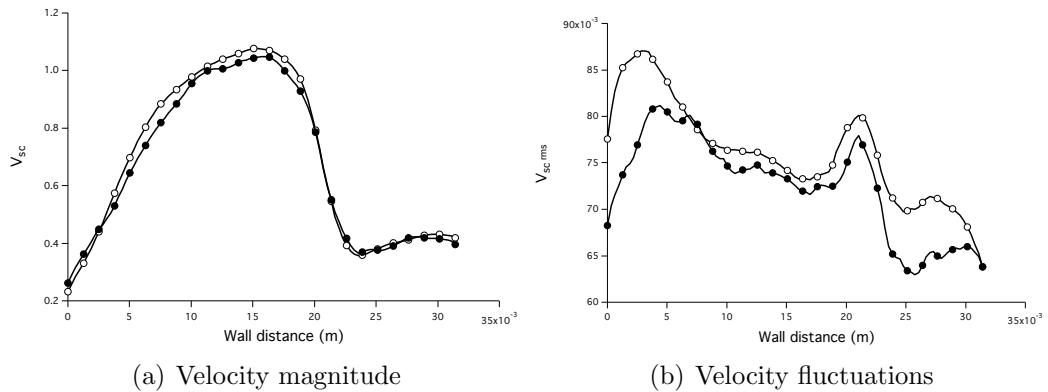 1.2
1.0
0.8
0.6
0.4
0.2
V_sc
0 5 10 15 20 25 30 35x10^-3
Wall distance (m)
(a) Velocity magnitude
90x10^-3
85
80
75
70
65
60
V_sc^rms
0 5 10 15 20 25 30 35x10^-3
Wall distance (m)
(b) Velocity fluctuations